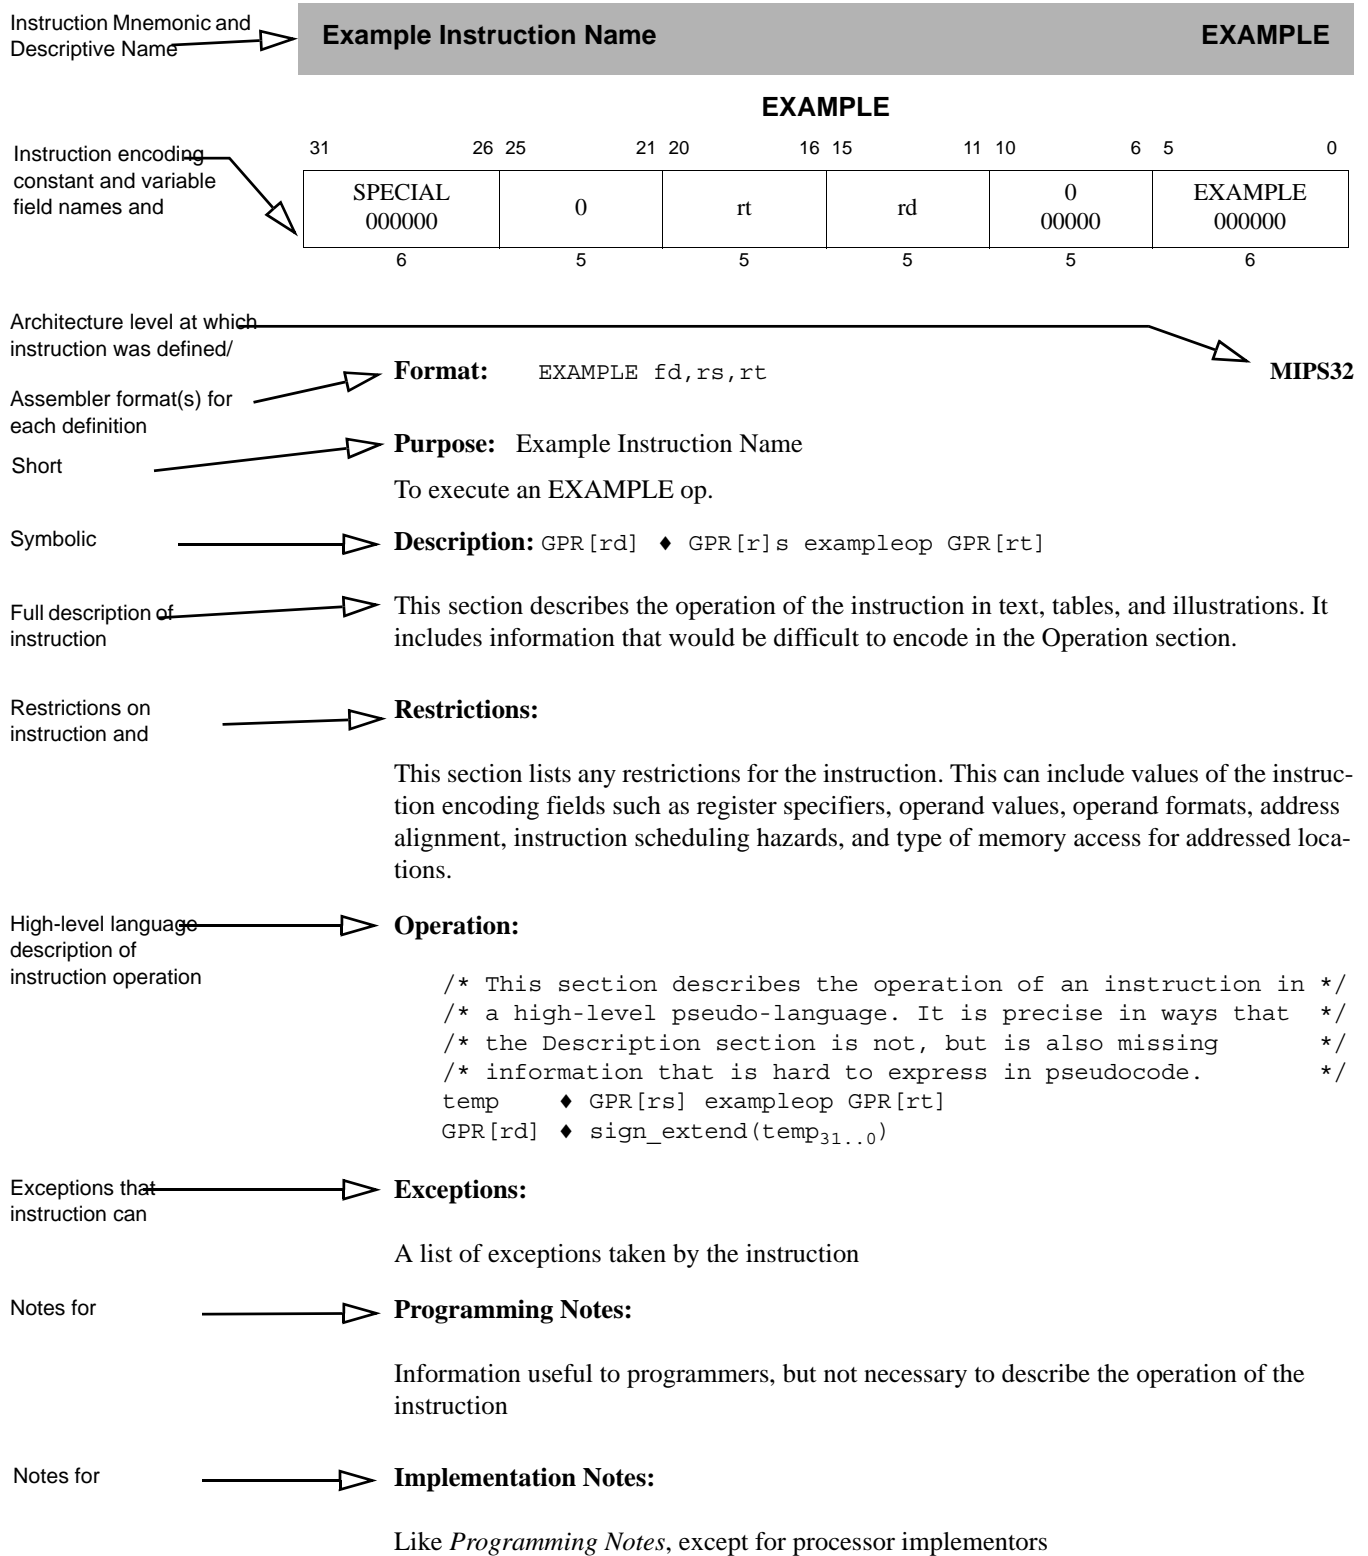 Instruction Mnemonic and
Descriptive Name
Example Instruction Name EXAMPLE
EXAMPLE
31 26 25 21 20 16 15 11 10 6 5 0
Instruction encoding
constant and variable
field names and
SPECIAL
000000
0
rt
rd
0
00000
EXAMPLE
000000
6 5 5 5 5 6
Architecture level at which
instruction was defined/
Format: EXAMPLE fd,rs,rt MIPS32
Assembler format(s) for
each definition
Purpose: Example Instruction Name
Short
To execute an EXAMPLE op.
Symbolic
Description: GPR[rd] ♦ GPR[r]s exampleop GPR[rt]
Full description of
instruction
This section describes the operation of the instruction in text, tables, and illustrations. It
includes information that would be difficult to encode in the Operation section.
Restrictions on
instruction and
Restrictions:
This section lists any restrictions for the instruction. This can include values of the instruc-
tion encoding fields such as register specifiers, operand values, operand formats, address
alignment, instruction scheduling hazards, and type of memory access for addressed loca-
tions.
High-level language
description of
instruction operation
Operation:
/* This section describes the operation of an instruction in */
/* a high-level pseudo-language. It is precise in ways that */
/* the Description section is not, but is also missing */
/* information that is hard to express in pseudocode. */
temp ♦ GPR[rs] exampleop GPR[rt]
GPR[rd] ♦ sign_extend(temp31..0)
Exceptions that
instruction can
Exceptions:
A list of exceptions taken by the instruction
Notes for
Programming Notes:
Information useful to programmers, but not necessary to describe the operation of the
instruction
Notes for
Implementation Notes:
Like Programming Notes, except for processor implementors